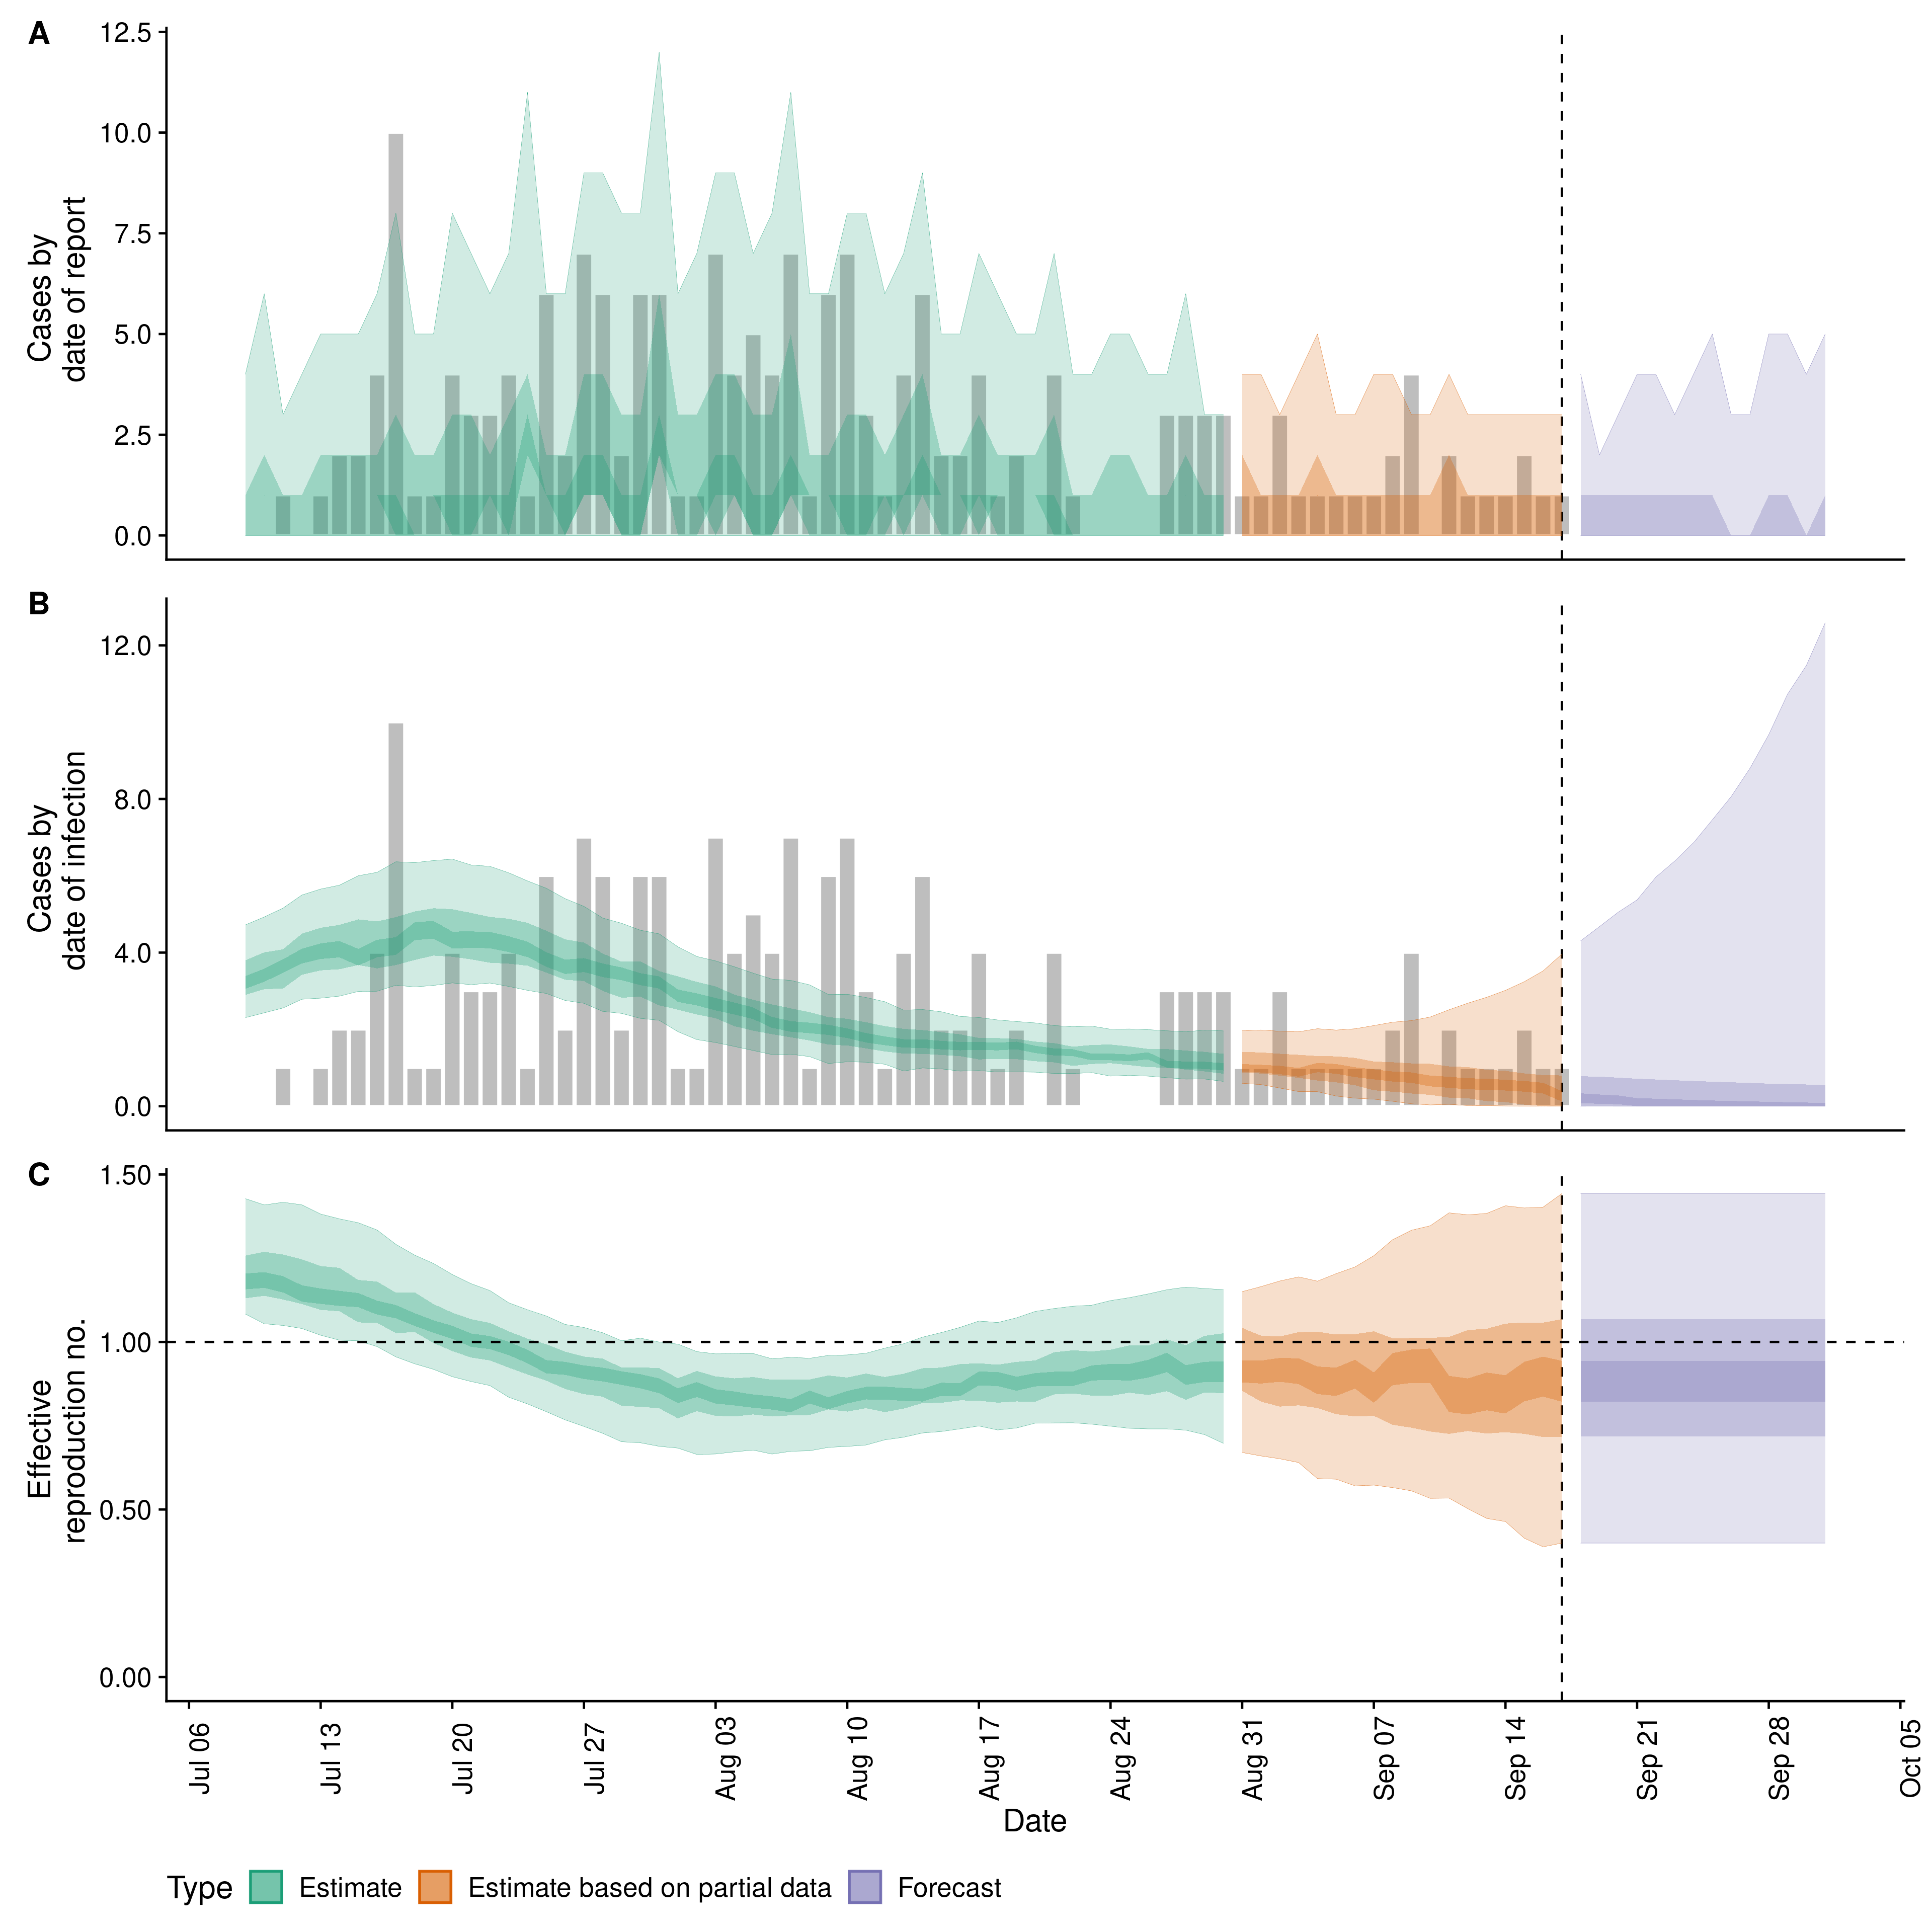 A
12.5
10.0
7.5
5.0
2.5
0.0
Cases by
date of report
B
12.0
8.0
4.0
0.0
Cases by
date of infection
C
1.50
1.00
0.50
0.00
Effective
reproduction no.
Jul 06
Jul 13
Jul 20
Jul 27
Aug 03
Aug 10
Aug 17
Aug 24
Aug 31
Sep 07
Sep 14
Sep 21
Sep 28
Oct 05
Date
Type Estimate Estimate based on partial data Forecast